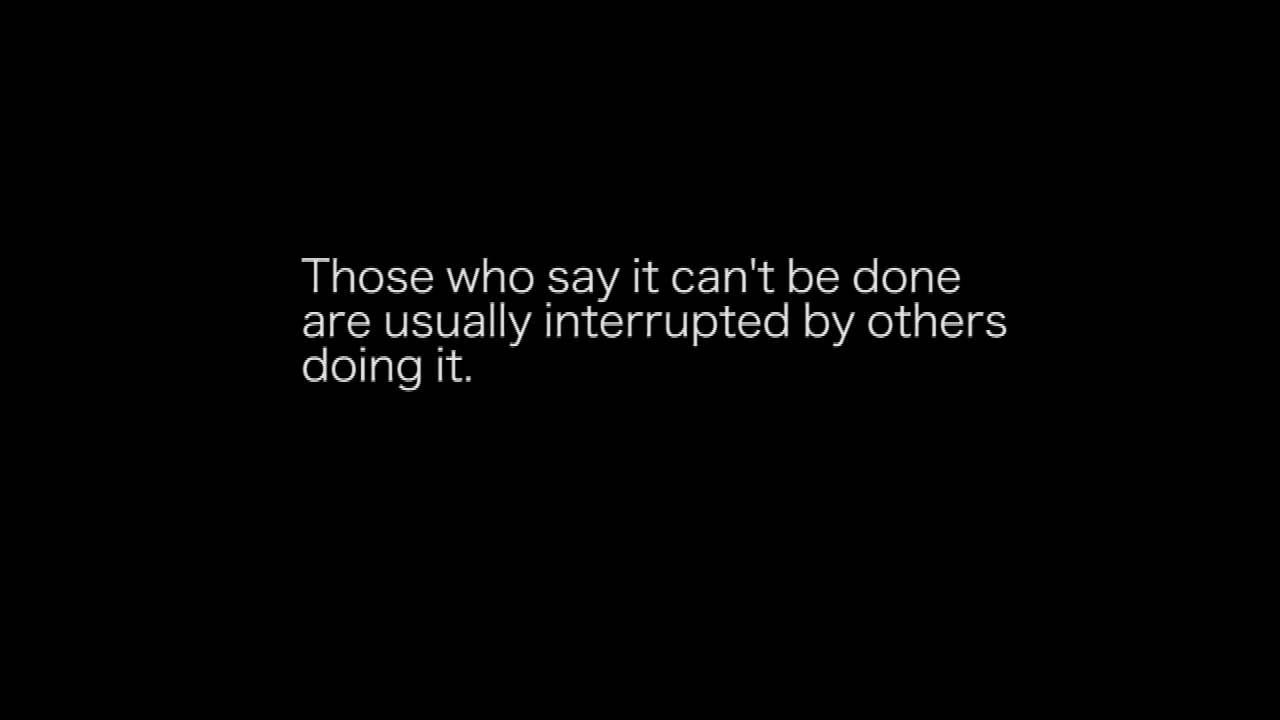 Those who say it can't be done
are usually interrupted by others
doing it.